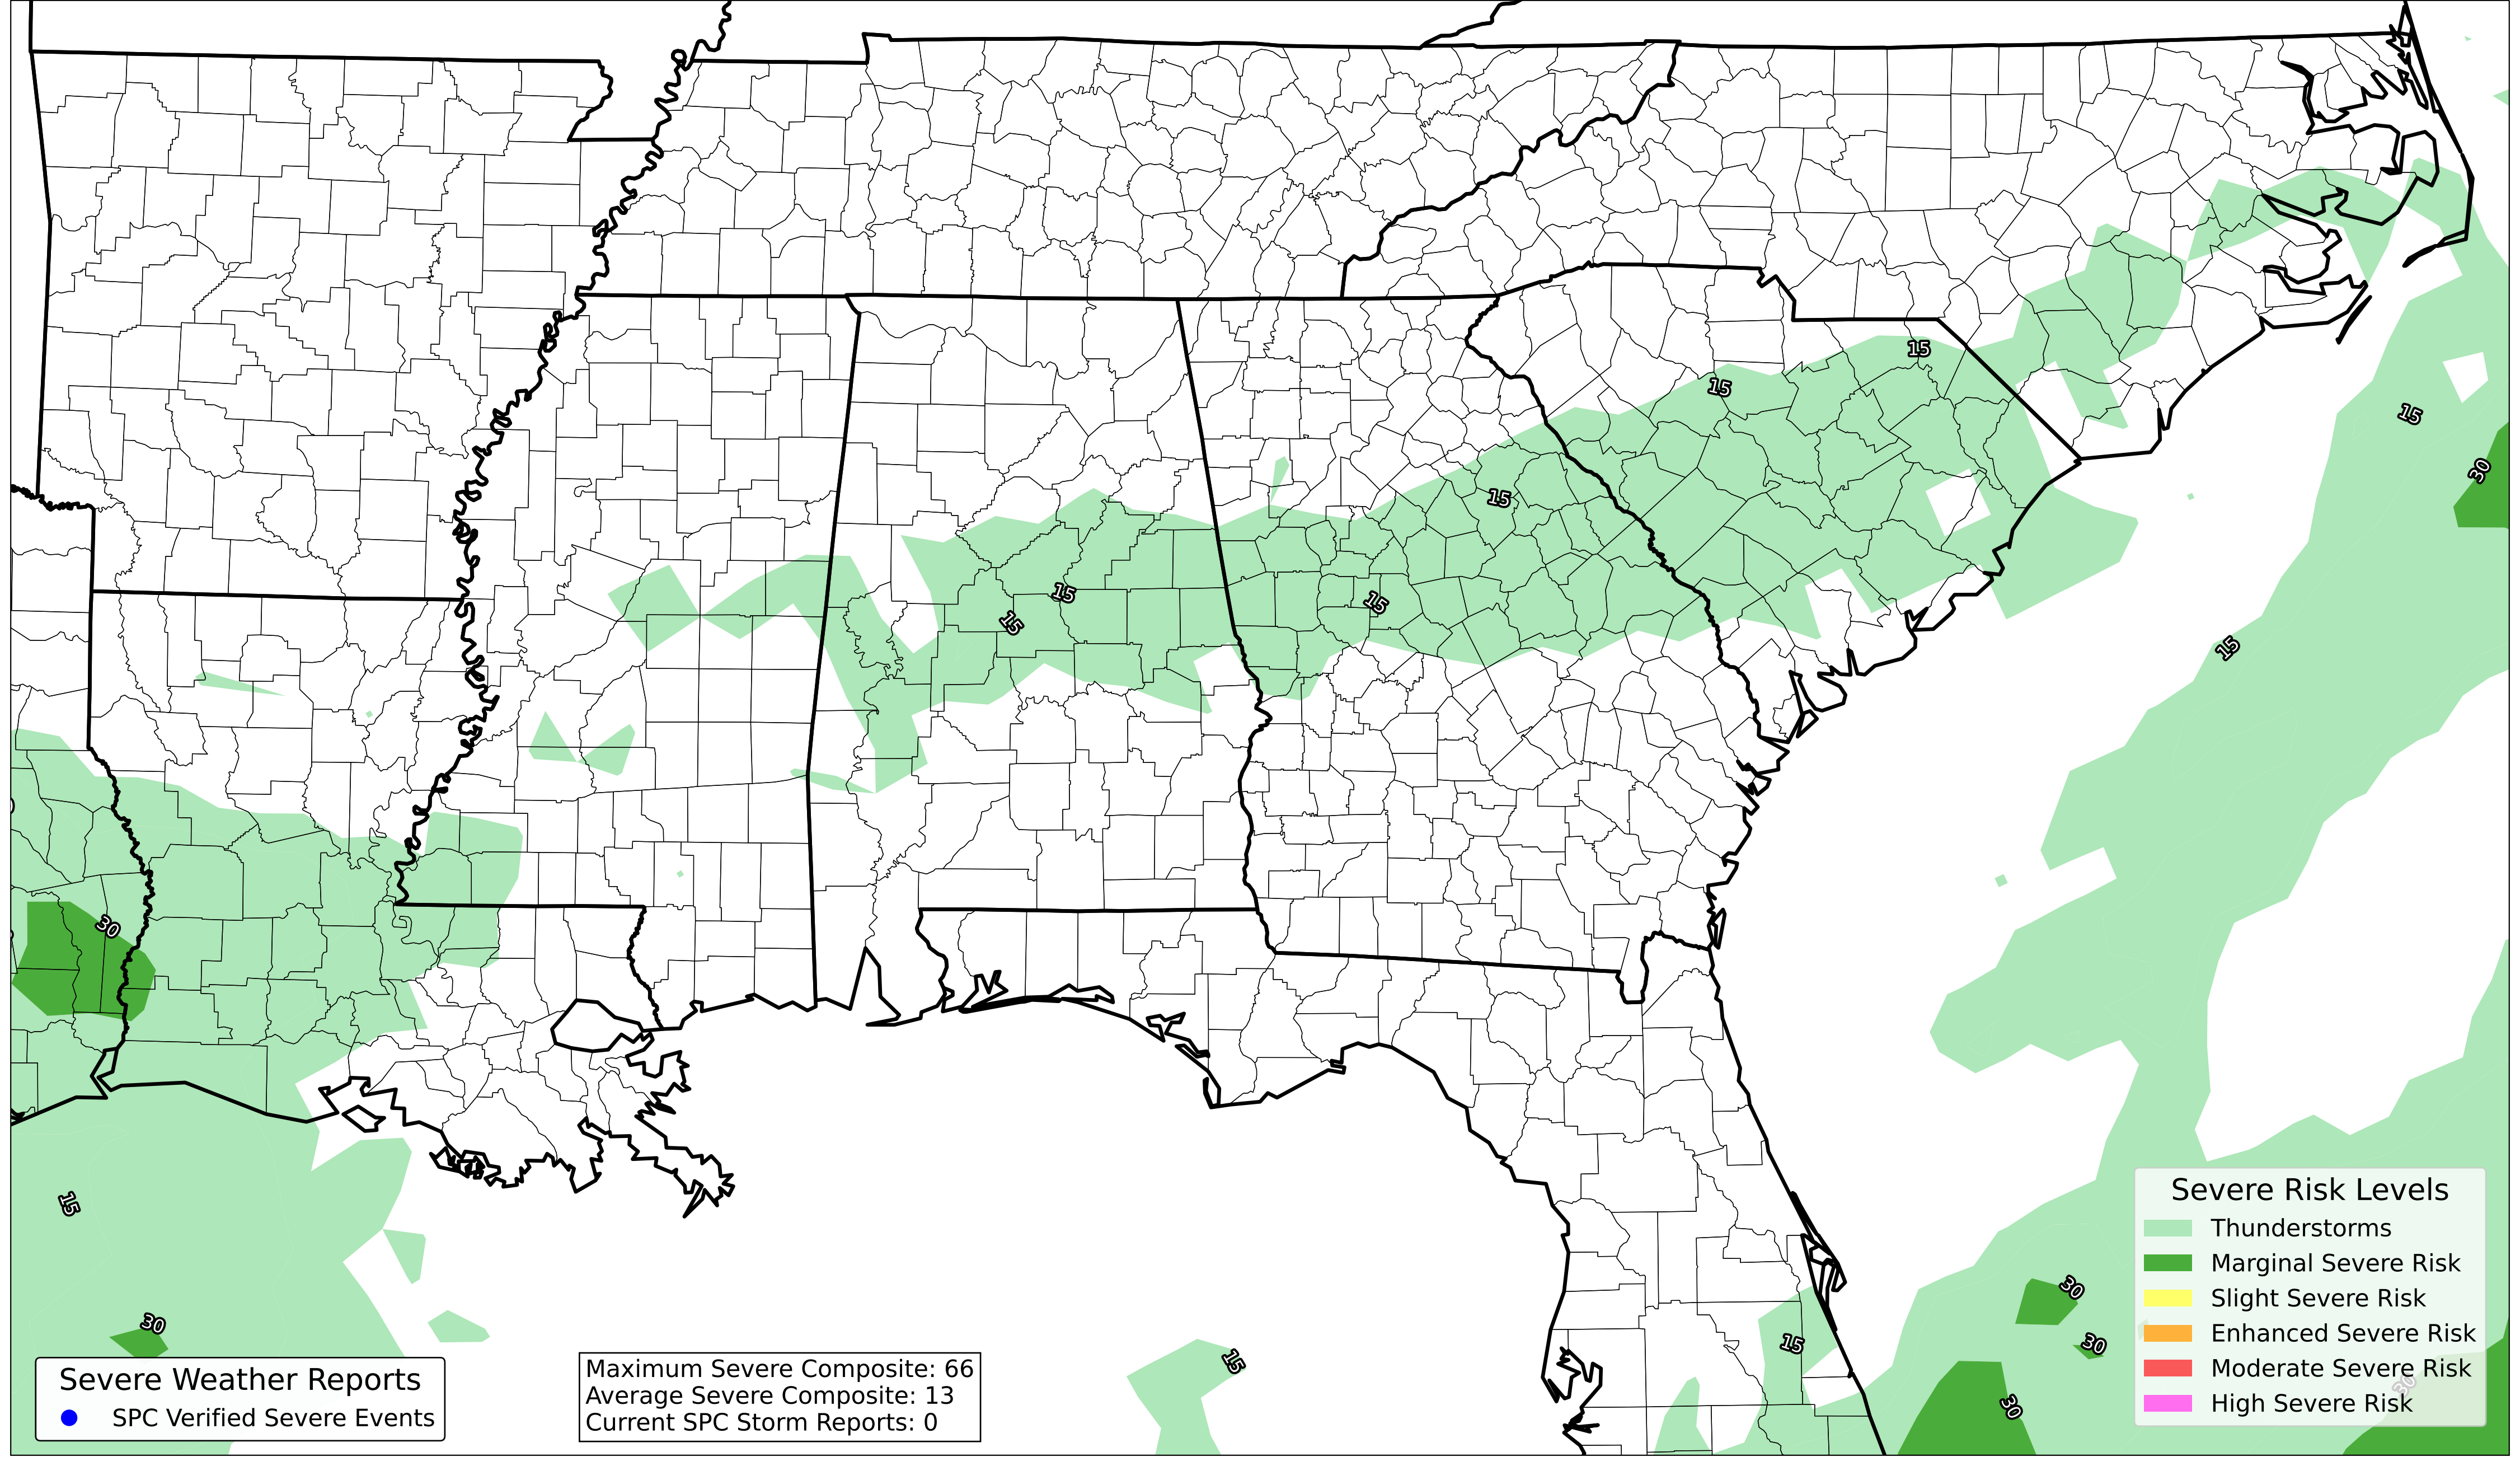 15
15
15
30
15
15
15
15
15
30
15
30
30
30
15
15
30
30
Severe Risk Levels
Thunderstorms
Marginal Severe Risk
Slight Severe Risk
Enhanced Severe Risk
Moderate Severe Risk
High Severe Risk
Severe Weather Reports
SPC Verified Severe Events
Maximum Severe Composite: 66
Average Severe Composite: 13
Current SPC Storm Reports: 0